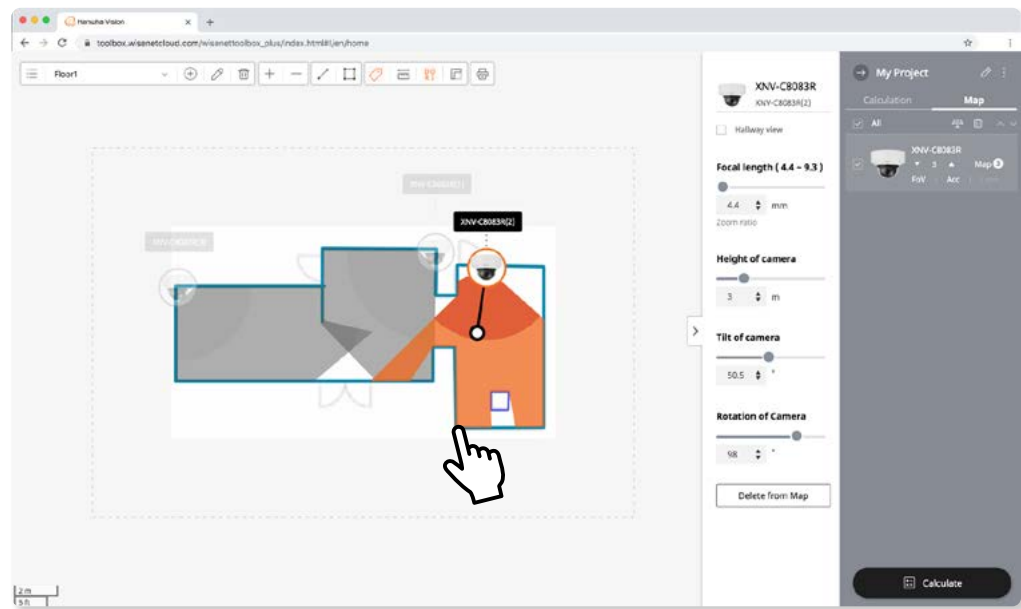 Hanwha Vision
toolbox.wisenetcloud.com/wisenettoolbox_plus/index.html#!/en/home
Floor1
XNV-C8083R
XNV-C8083R(2)
Hallway view
Focal length ( 4.4 ~ 9.3 )
4.4 mm
Zoom ratio
Height of camera
3 m
Tilt of camera
50.5 °
Rotation of Camera
98 °
Delete from Map
My Project
Calculation Map
All
XNV-C8083R
3 Map 3
FoV Acc
Calculate
XNV-C8083R(2)
2 m
5 ft